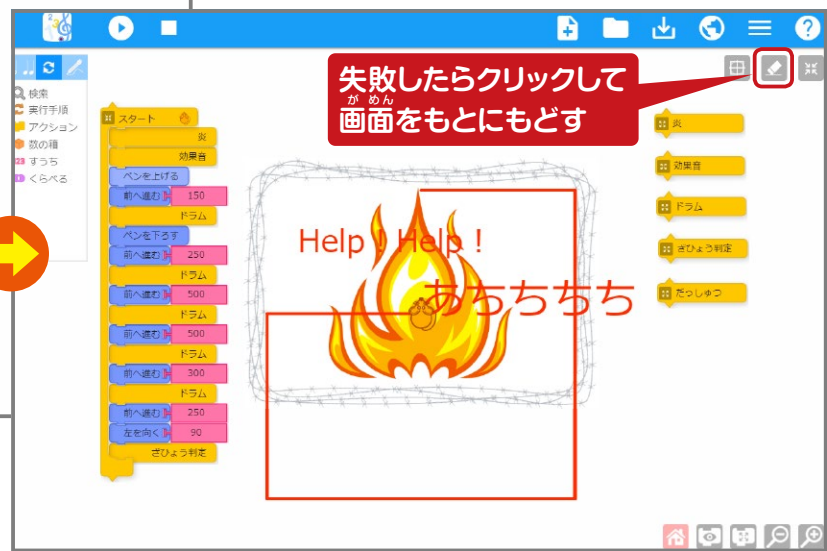 失敗したらクリックして
画面をもとにもどす
がめん
検索
実行手順
アクション
数の箱
すうち
くらべる
スタート
炎
効果音
ペンを上げる
前へ進む 150
ドラム
ペンを下ろす
前へ進む 250
ドラム
前へ進む 500
ドラム
前へ進む 500
ドラム
前へ進む 300
ドラム
前へ進む 250
左を向く 90
ざひょう判定
Help！Help！
あちちちち
炎
効果音
ドラム
ざひょう判定
だっしゅつ